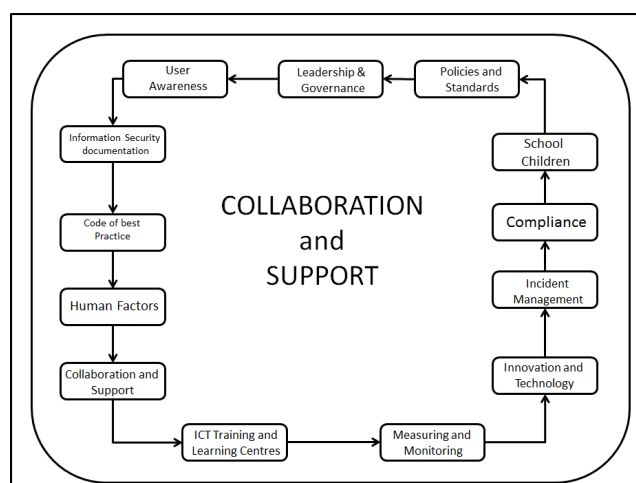 User
Awareness
Leadership &
Governance
Policies and
Standards
Information Security
documentation
School
Children
Code of best
Practice
COLLABORATION
and
SUPPORT
Compliance
Human Factors
Incident
Management
Collaboration and
Support
Innovation and
Technology
ICT Training and
Learning Centres
Measuring and
Monitoring